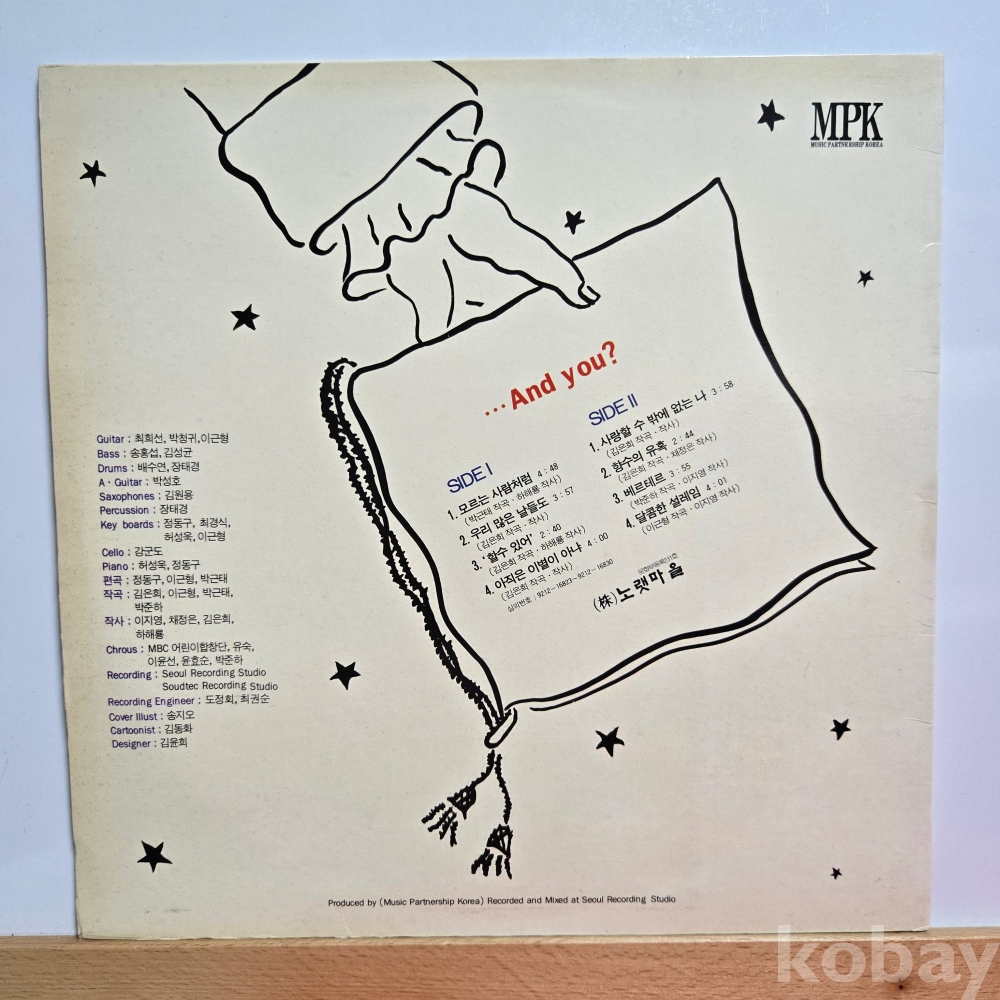 MPK
MUSIC PARTNERSHIP KOREA
...And you?
SIDE I
1. 모르는 사람처럼 4 : 48
(박근태 작곡 · 하해룡 작사)
2. 우리 많은 날들도 3 : 57
(김은희 작곡 · 작사)
3. '할수 있어' 2 : 40
(김은희 작곡 · 하해룡 작사)
4. 아직은 이별이 아냐 4 : 00
(김은희 작곡 · 작사)
심의번호 : 9212-16823~9212-16830
SIDE II
1. 사랑할 수 밖에 없는 나 3 : 58
(김은희 작곡 · 작사)
2. 향수의 유혹 2 : 44
(김은희 작곡 · 채정은 작사)
3. 베르테르 3 : 55
(박준하 작곡 · 이지영 작사)
4. 달콤한 설레임 4 : 01
(이근형 작곡 · 이지영 작사)
(株)노랫마을
Guitar : 최희선, 박청귀,이근형
Bass : 송홍섭, 김성균
Drums : 배수연, 장태경
A · Guitar : 박성호
Saxophones : 김원용
Percussion : 장태경
Key boards : 정동구, 최경식,
허성욱, 이근형
Cello : 강군도
Piano : 허성욱, 정동구
편곡 : 정동구, 이근형, 박근태
작곡 : 김은희, 이근형, 박근태,
박준하
작사 : 이지영, 채정은, 김은희,
하해룡
Chrous : MBC 어린이합창단, 유숙,
이윤선, 윤효순, 박준하
Recording : Seoul Recording Studio
Soudtec Recording Studio
Recording Engineer : 도정회, 최권순
Cover Illust : 송지오
Cartoonist : 김동화
Designer : 김윤희
Produced by (Music Partnership Korea) Recorded and Mixed at Seoul Recording Studio
kobay